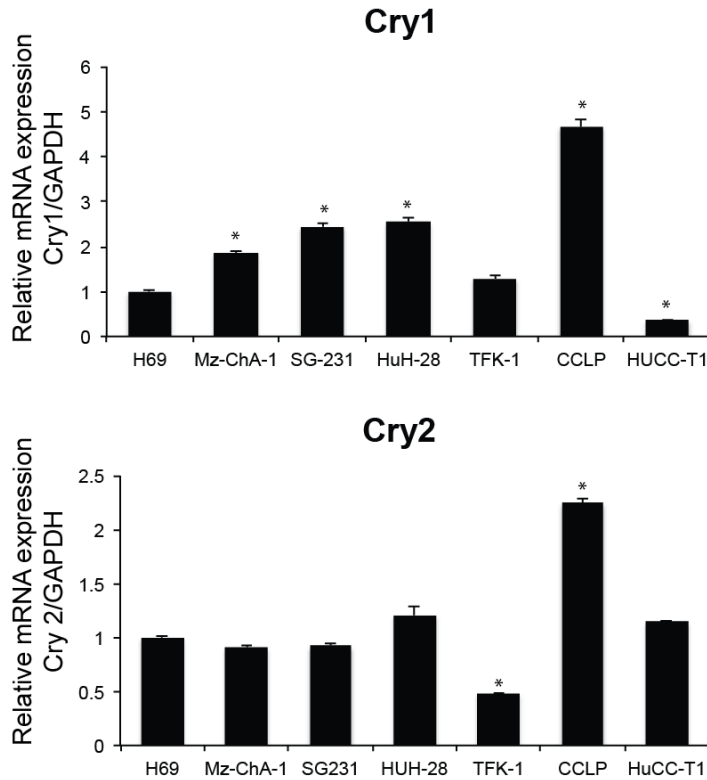 Cry1
Relative mRNA expression
Cry1/GAPDH
6
5
4
3
2
1
0
*
*
*
*
*
H69 Mz-ChA-1 SG-231 HuH-28 TFK-1 CCLP HUCC-T1
Cry2
Relative mRNA expression
Cry 2/GAPDH
2.5
2
1.5
1
0.5
0
*
*
H69 Mz-ChA-1 SG231 HUH-28 TFK-1 CCLP HuCC-T1